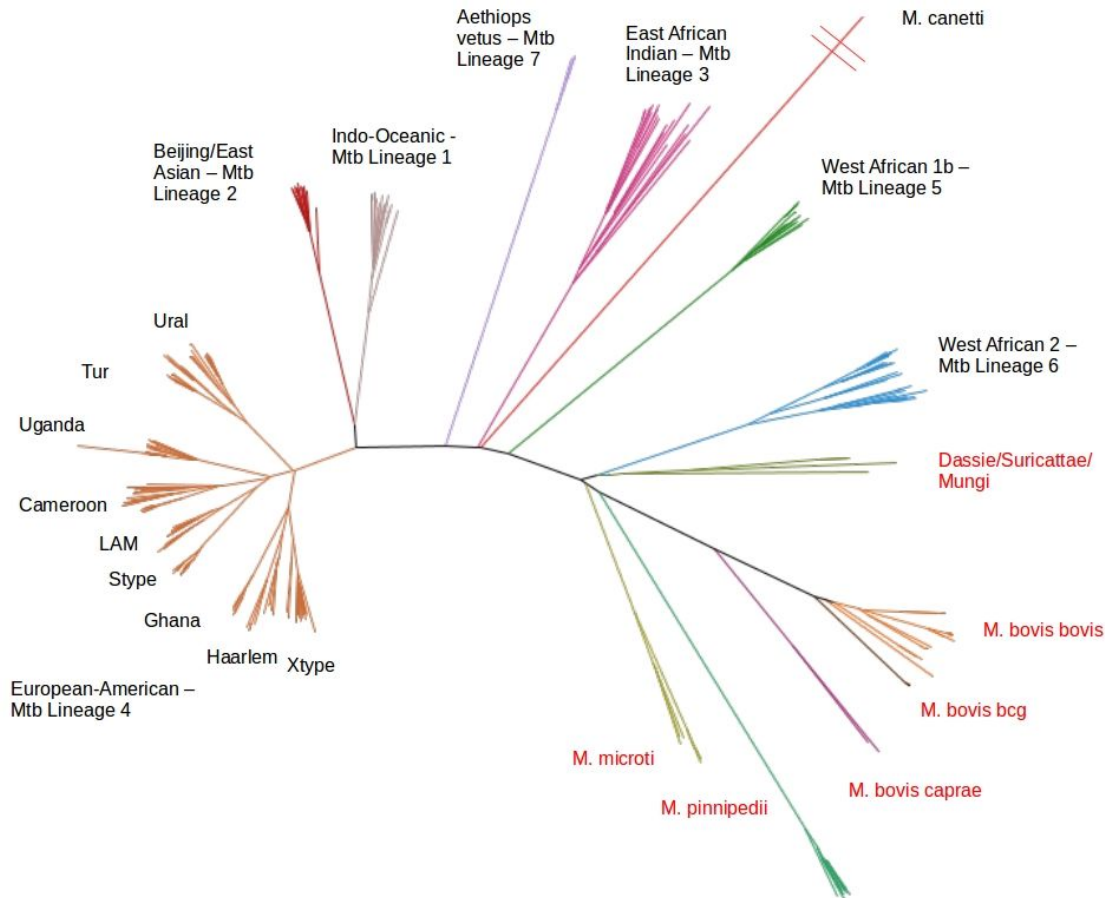 Aethiops
vetus – Mtb
Lineage 7
East African
Indian – Mtb
Lineage 3
M. canetti
Beijing/East
Asian – Mtb
Lineage 2
Indo-Oceanic -
Mtb Lineage 1
West African 1b –
Mtb Lineage 5
Ural
Tur
Uganda
Cameroon
LAM
Stype
Ghana
Haarlem
Xtype
European-American –
Mtb Lineage 4
West African 2 –
Mtb Lineage 6
Dassie/Suricattae/
Mungi
M. bovis bovis
M. bovis bcg
M. bovis caprae
M. microti
M. pinnipedii